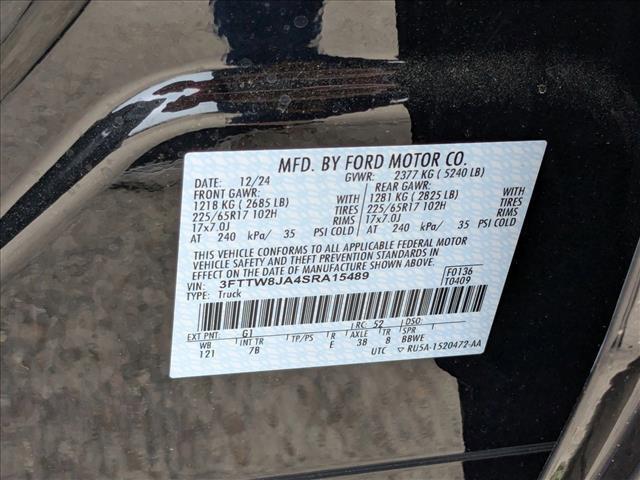 MFD. BY FORD MOTOR CO.
DATE: 12/24 GVWR: 2377 KG ( 5240 LB)
FRONT GAWR: REAR GAWR:
1218 KG ( 2685 LB) 1281 KG ( 2825 LB)
225/65R17 102H TIRES 225/65R17 102H TIRES
17x7.0J RIMS 17x7.0J RIMS
AT 240 kPa/ 35 PSI COLD AT 240 kPa/ 35 PSI COLD
THIS VEHICLE CONFORMS TO ALL APPLICABLE FEDERAL MOTOR
VEHICLE SAFETY AND THEFT PREVENTION STANDARDS IN EFFECT
ON THE DATE OF MANUFACTURE SHOWN ABOVE.
VIN: 3FTTW8JA4SRA15489 F0136
TYPE: Truck T0409
EXT PNT: G1 RC: 52 DSO:
WB INT TR TP/PS R AXLE TR SPR
121 7B E 38 8 BBWE
UTC ▽ RU5A-1520472-AA